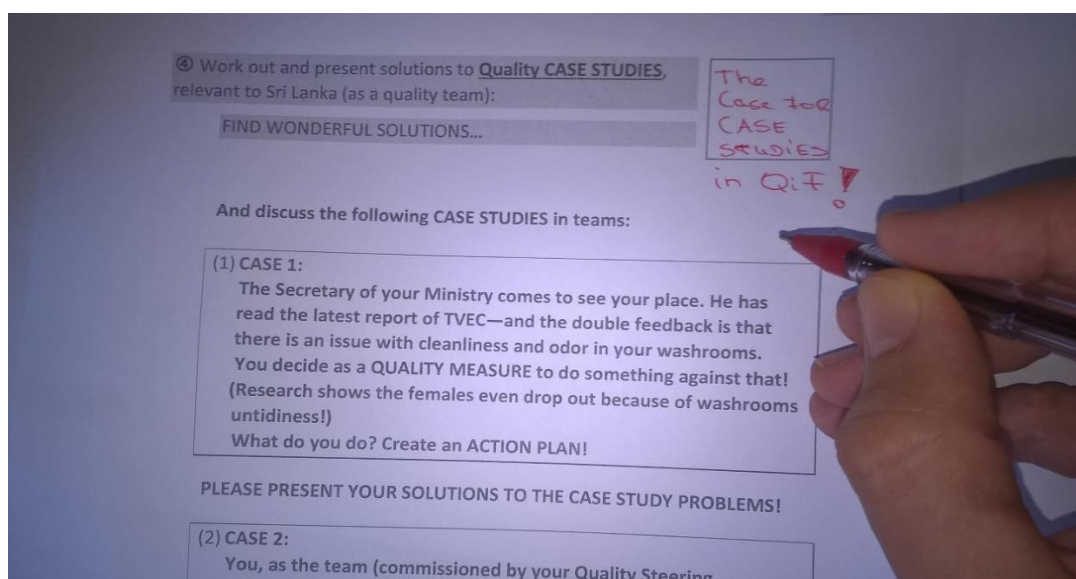 ④ Work out and present solutions to Quality CASE STUDIES,
relevant to Sri Lanka (as a quality team):
FIND WONDERFUL SOLUTIONS...
The
Case foR
CASE
STUDiES
in QiF!
And discuss the following CASE STUDIES in teams:
(1) CASE 1:
The Secretary of your Ministry comes to see your place. He has
read the latest report of TVEC—and the double feedback is that
there is an issue with cleanliness and odor in your washrooms.
You decide as a QUALITY MEASURE to do something against that!
(Research shows the females even drop out because of washrooms
untidiness!)
What do you do? Create an ACTION PLAN!
PLEASE PRESENT YOUR SOLUTIONS TO THE CASE STUDY PROBLEMS!
(2) CASE 2:
You, as the team (commissioned by your Quality Steering